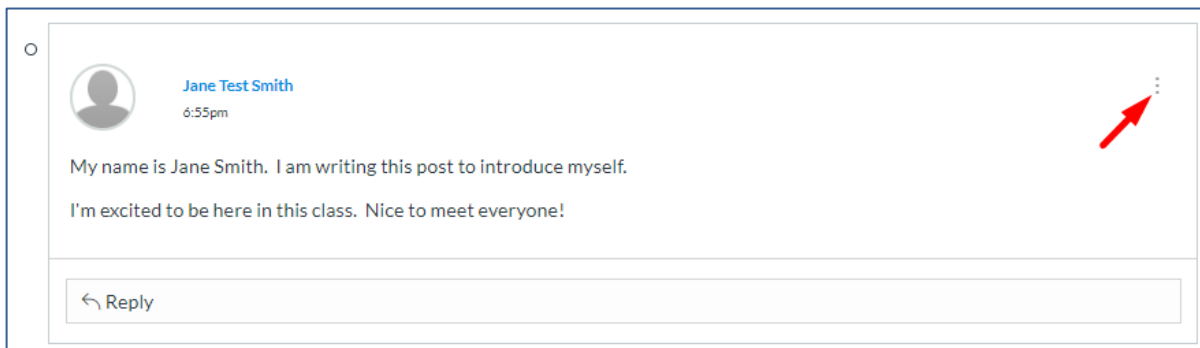 Jane Test Smith
6:55pm
My name is Jane Smith.  I am writing this post to introduce myself.
I'm excited to be here in this class.  Nice to meet everyone!
Reply